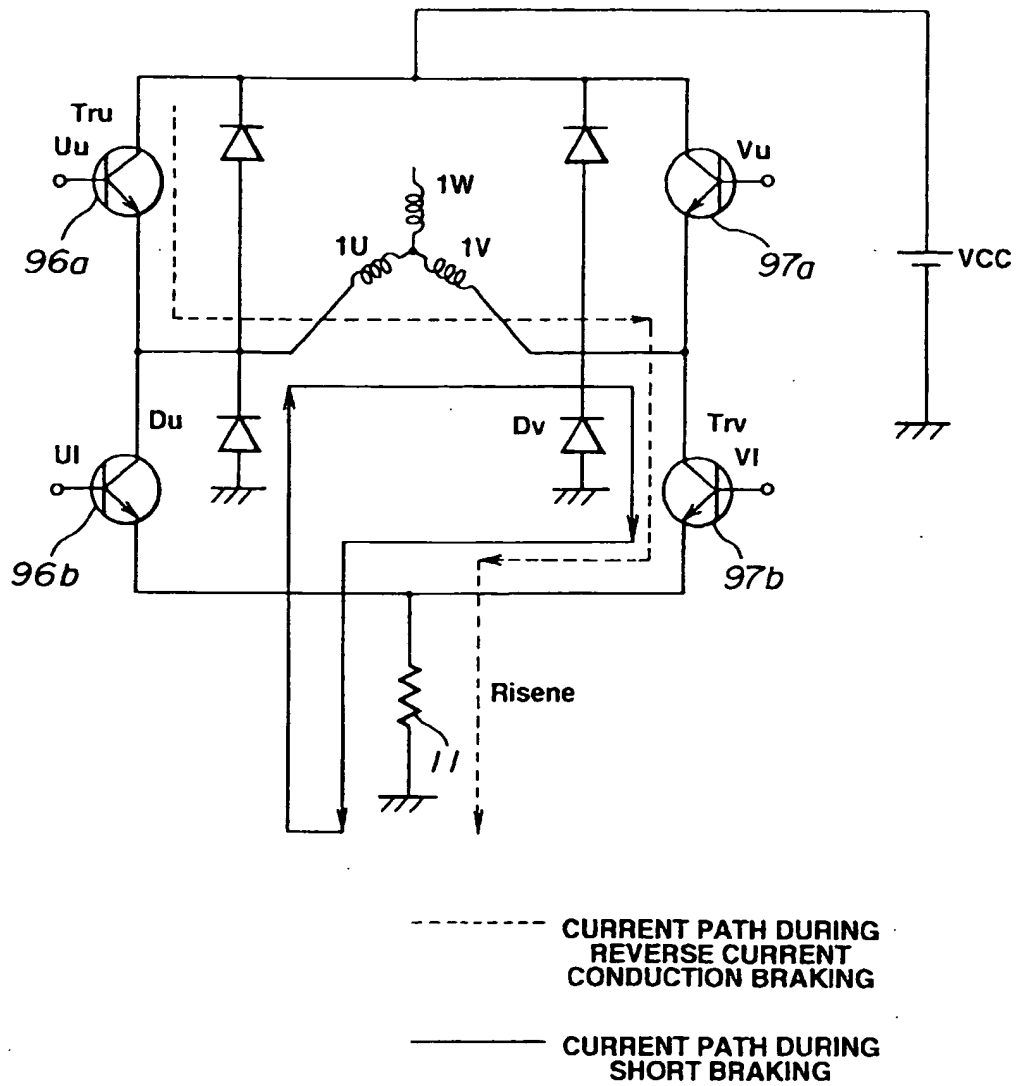 Tru
Uu
96a
1W
1U
1V
Vu
97a
VCC
Du
Ul
96b
Dv
Trv
Vl
97b
Risene
11
CURRENT PATH DURING
REVERSE CURRENT
CONDUCTION BRAKING
CURRENT PATH DURING
SHORT BRAKING